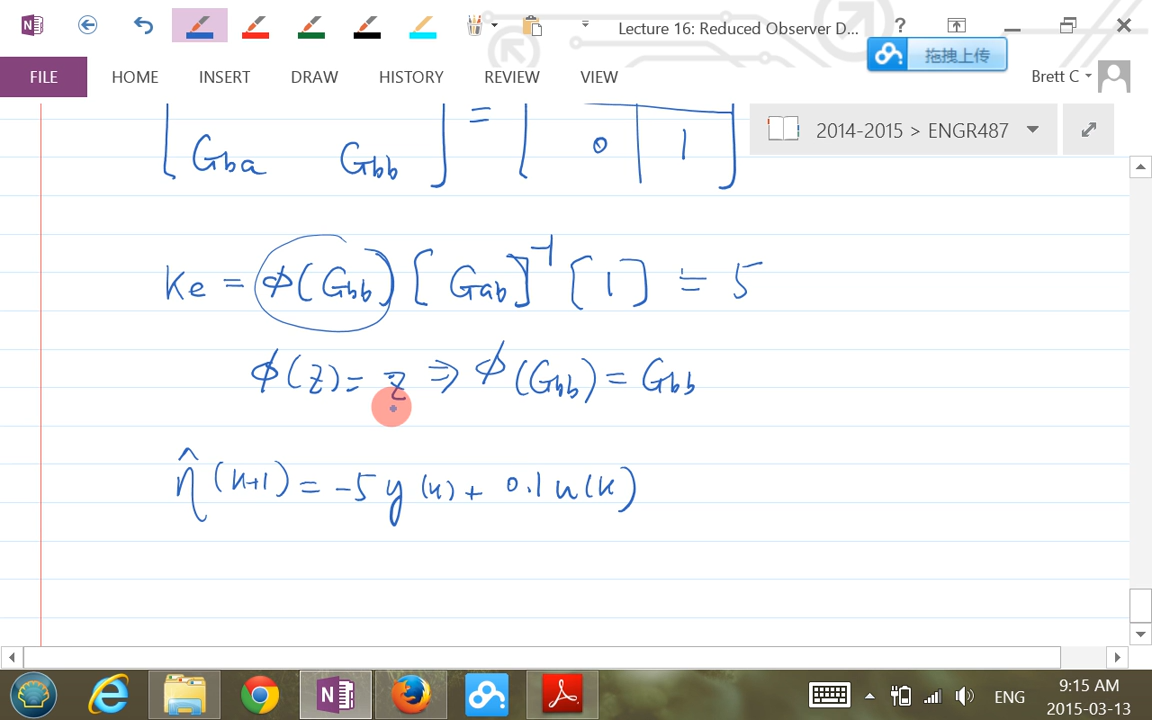 Lecture 16: Reduced Observer D...
?
拖拽上传
FILE HOME INSERT DRAW HISTORY REVIEW VIEW
Brett C
2014-2015 > ENGR487
[Gba Gbb] = [0 | 1]
Ke = Φ(Gbb) [Gab]⁻¹ [1] = 5
Φ(z) = z ⇒ Φ(Gbb) = Gbb
η̂(k+1) = -5 y(k) + 0.1 u(k)
ENG
9:15 AM
2015-03-13